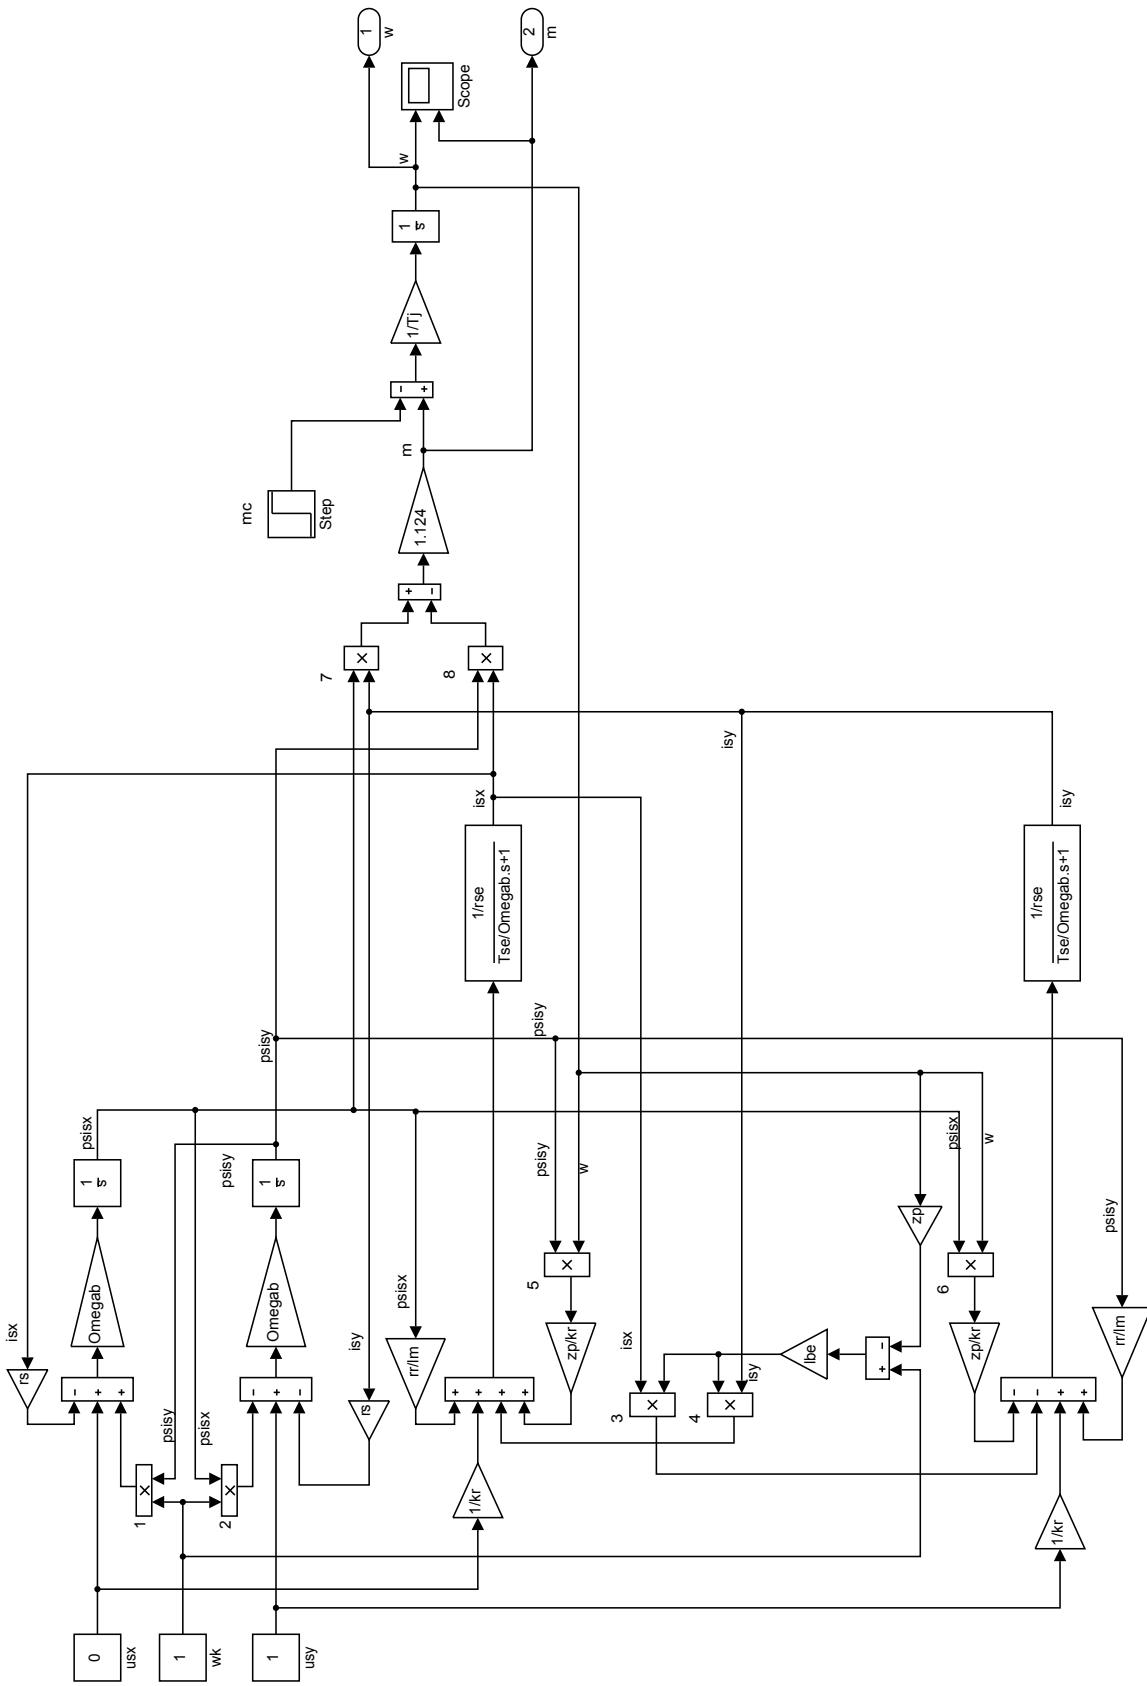 0
usx
1
wk
1
usy
rs
isx
-
+
+
Omegab
1
s
psisx
×
1
psisy
psisx
×
2
-
+
-
Omegab
1
s
psisy
psisy
rs
isy
1/kr
rr/lm
psisx
+
+
+
+
1/rse
Tse/Omegab.s+1
isx
×
5
zp/kr
psisy
w
psisy
×
3
isx
×
4
isy
isy
lbe
+
-
zp
×
6
zp/kr
psisx
w
1/kr
-
-
+
+
rr/lm
psisy
1/rse
Tse/Omegab.s+1
isy
×
7
×
8
+
-
1.124
m
mc
Step
-
+
1/Tj
1
s
w
Scope
1
w
2
m